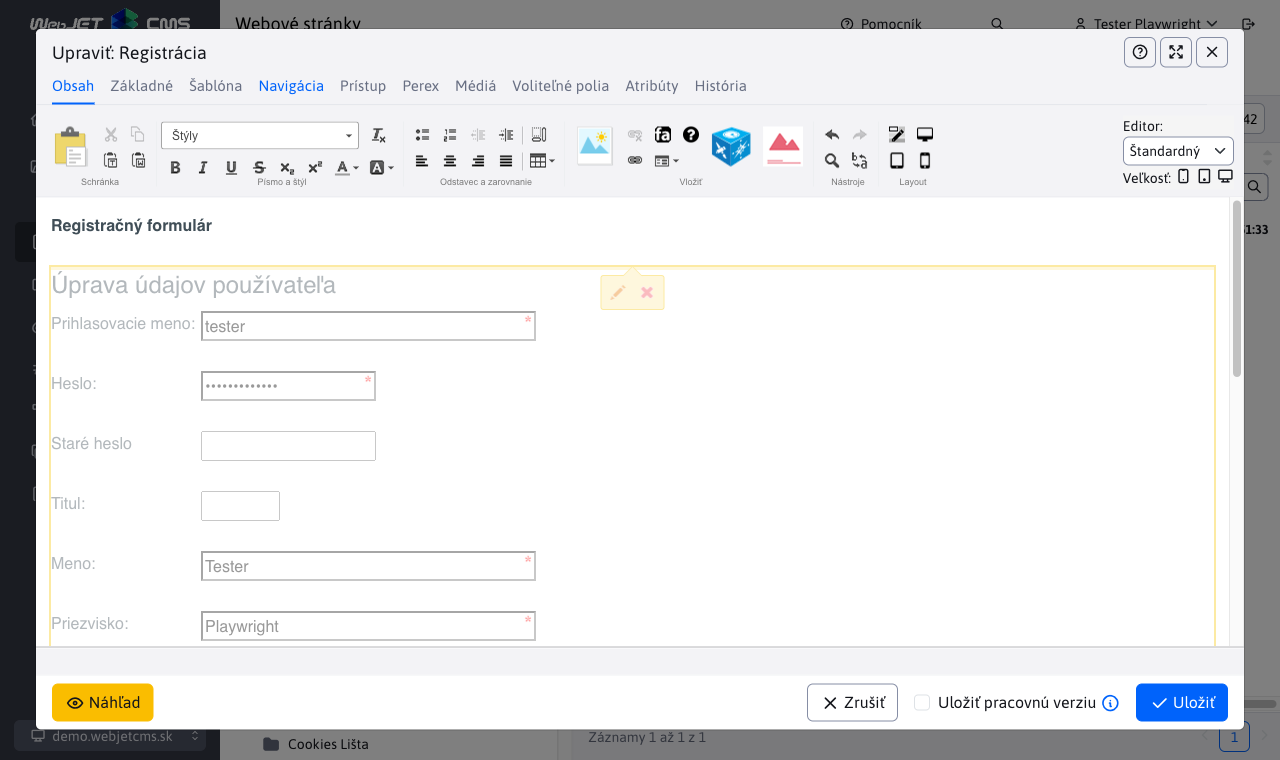 WebJET CMS
Webové stránky
Pomocník
Tester Playwright
Upraviť: Registrácia
Obsah Základné Šablóna Navigácia Prístup Perex Médiá Voliteľné polia Atribúty História
Štýly
Schránka
Písmo a štýl
Odstavec a zarovnanie
Vložiť
Nástroje
Layout
Editor:
Štandardný
Veľkosť:
42
1:33
Registračný formulár
Úprava údajov používateľa
Prihlasovacie meno: tester *
Heslo: ••••••••••••• *
Staré heslo
Titul:
Meno: Tester *
Priezvisko: Playwright *
Náhľad
Zrušiť
Uložiť pracovnú verziu
Uložiť
demo.webjetcms.sk
Cookies Lišta
Záznamy 1 až 1 z 1
1